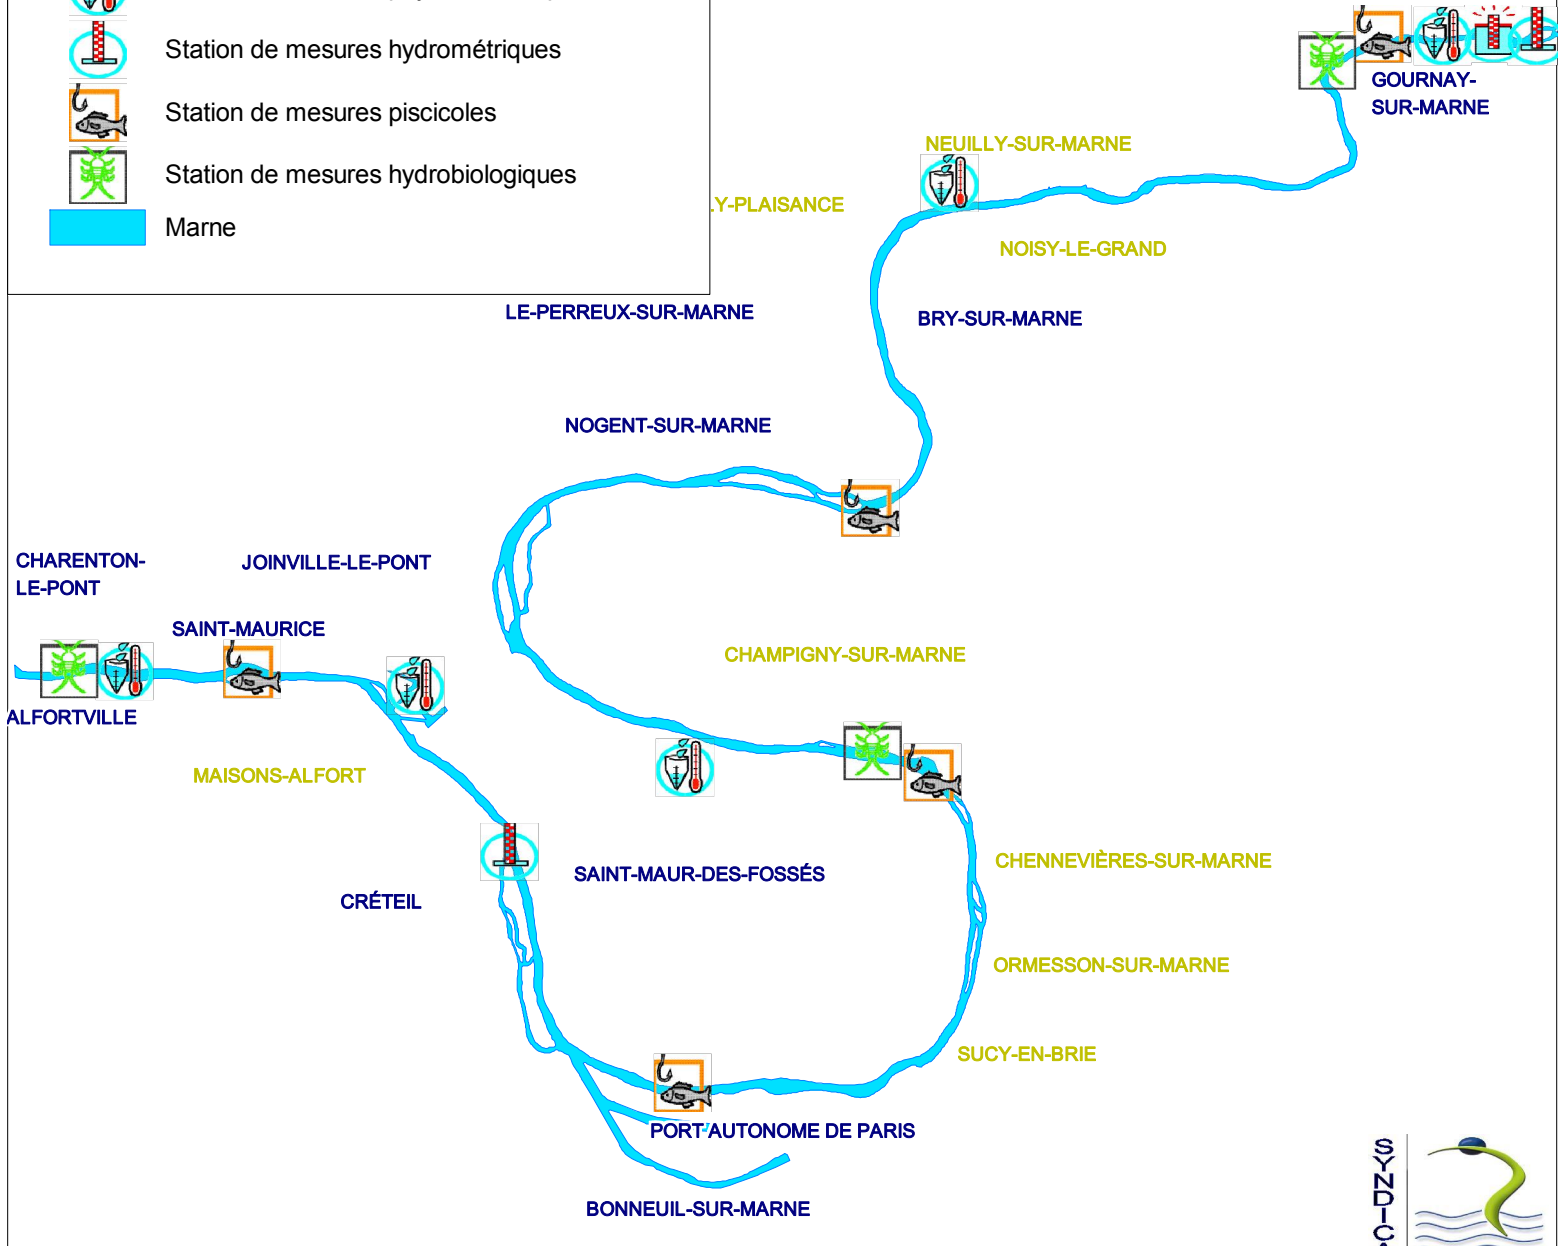 Station de mesures hydrométriques
Station de mesures piscicoles
Station de mesures hydrobiologiques
Marne
GOURNAY-
SUR-MARNE
NEUILLY-SUR-MARNE
LY-PLAISANCE
NOISY-LE-GRAND
LE-PERREUX-SUR-MARNE
BRY-SUR-MARNE
NOGENT-SUR-MARNE
CHARENTON-
LE-PONT
JOINVILLE-LE-PONT
SAINT-MAURICE
CHAMPIGNY-SUR-MARNE
ALFORTVILLE
MAISONS-ALFORT
CHENNEVIÈRES-SUR-MARNE
SAINT-MAUR-DES-FOSSÉS
CRÉTEIL
ORMESSON-SUR-MARNE
SUCY-EN-BRIE
PORT AUTONOME DE PARIS
BONNEUIL-SUR-MARNE
SYNDICA